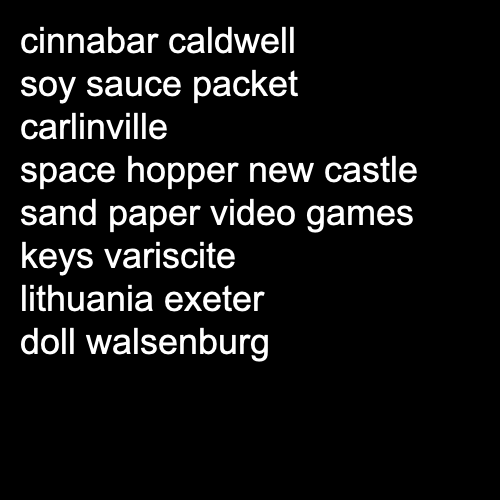 cinnabar caldwell
soy sauce packet
carlinville
space hopper new castle
sand paper video games
keys variscite
lithuania exeter
doll walsenburg